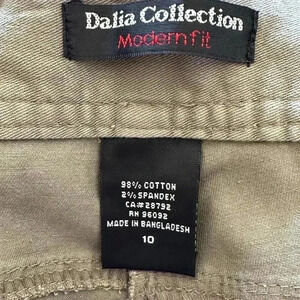 Dalia Collection
Modern fit
98% COTTON
2% SPANDEX
CA#28792
RN 96092
MADE IN BANGLADESH
10